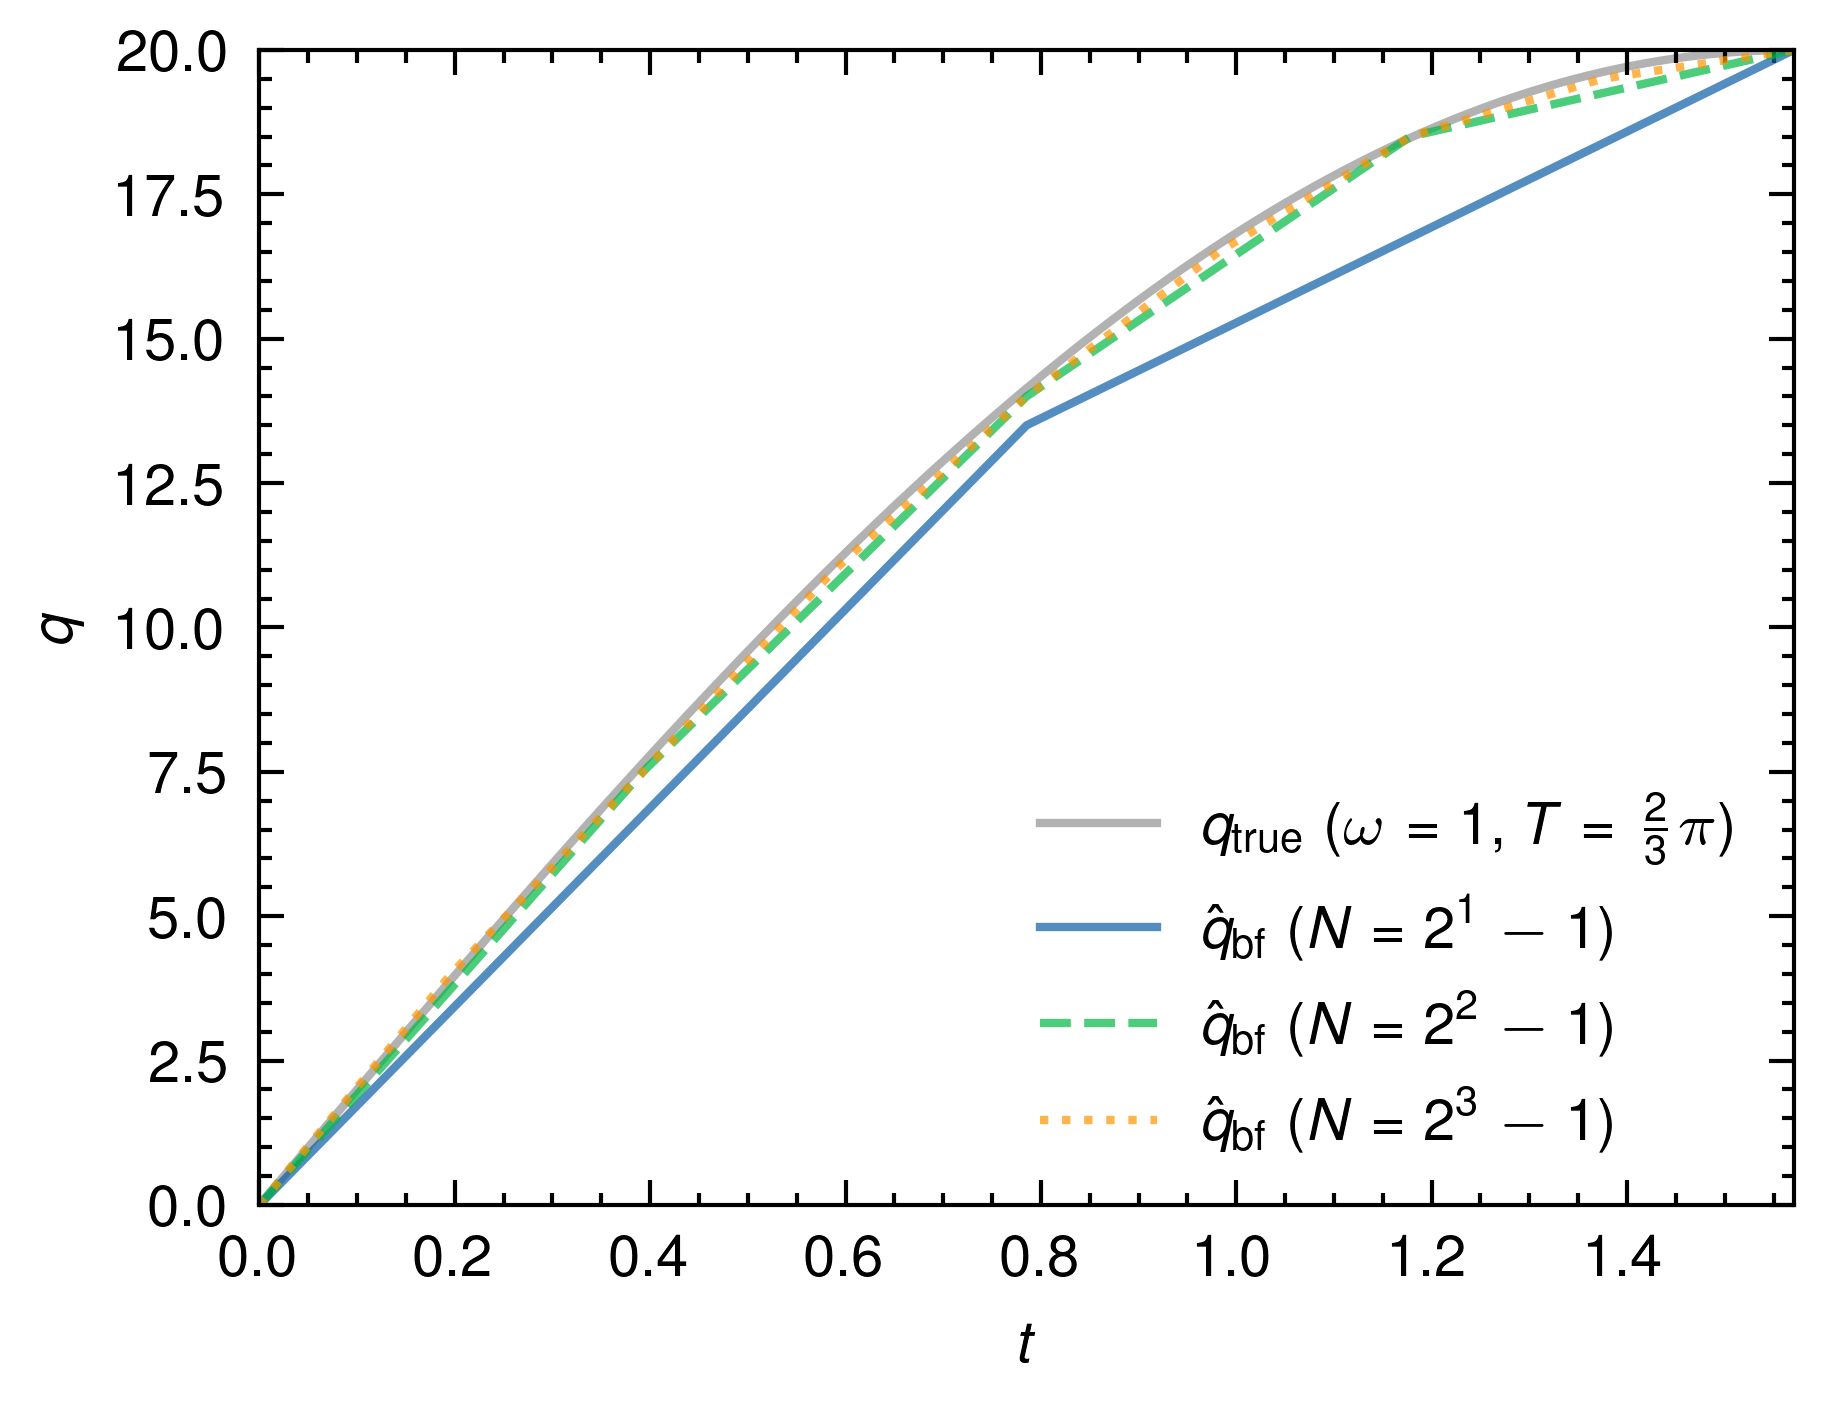 20.0
17.5
15.0
12.5
10.0
7.5
5.0
2.5
0.0
q
0.0 0.2 0.4 0.6 0.8 1.0 1.2 1.4
t
q_true (ω = 1, T = 2/3 π)
q̂_bf (N = 2^1 − 1)
q̂_bf (N = 2^2 − 1)
q̂_bf (N = 2^3 − 1)